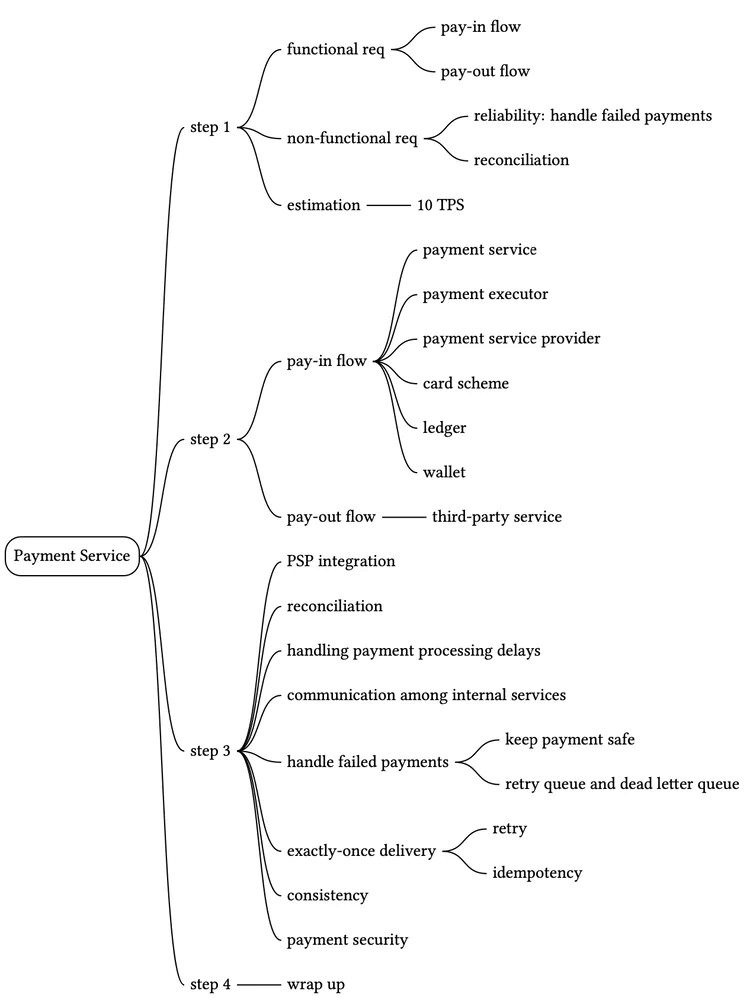 Payment Service
step 1
functional req
pay-in flow
pay-out flow
non-functional req
reliability: handle failed payments
reconciliation
estimation
10 TPS
step 2
pay-in flow
payment service
payment executor
payment service provider
card scheme
ledger
wallet
pay-out flow
third-party service
step 3
PSP integration
reconciliation
handling payment processing delays
communication among internal services
handle failed payments
keep payment safe
retry queue and dead letter queue
exactly-once delivery
retry
idempotency
consistency
payment security
step 4
wrap up